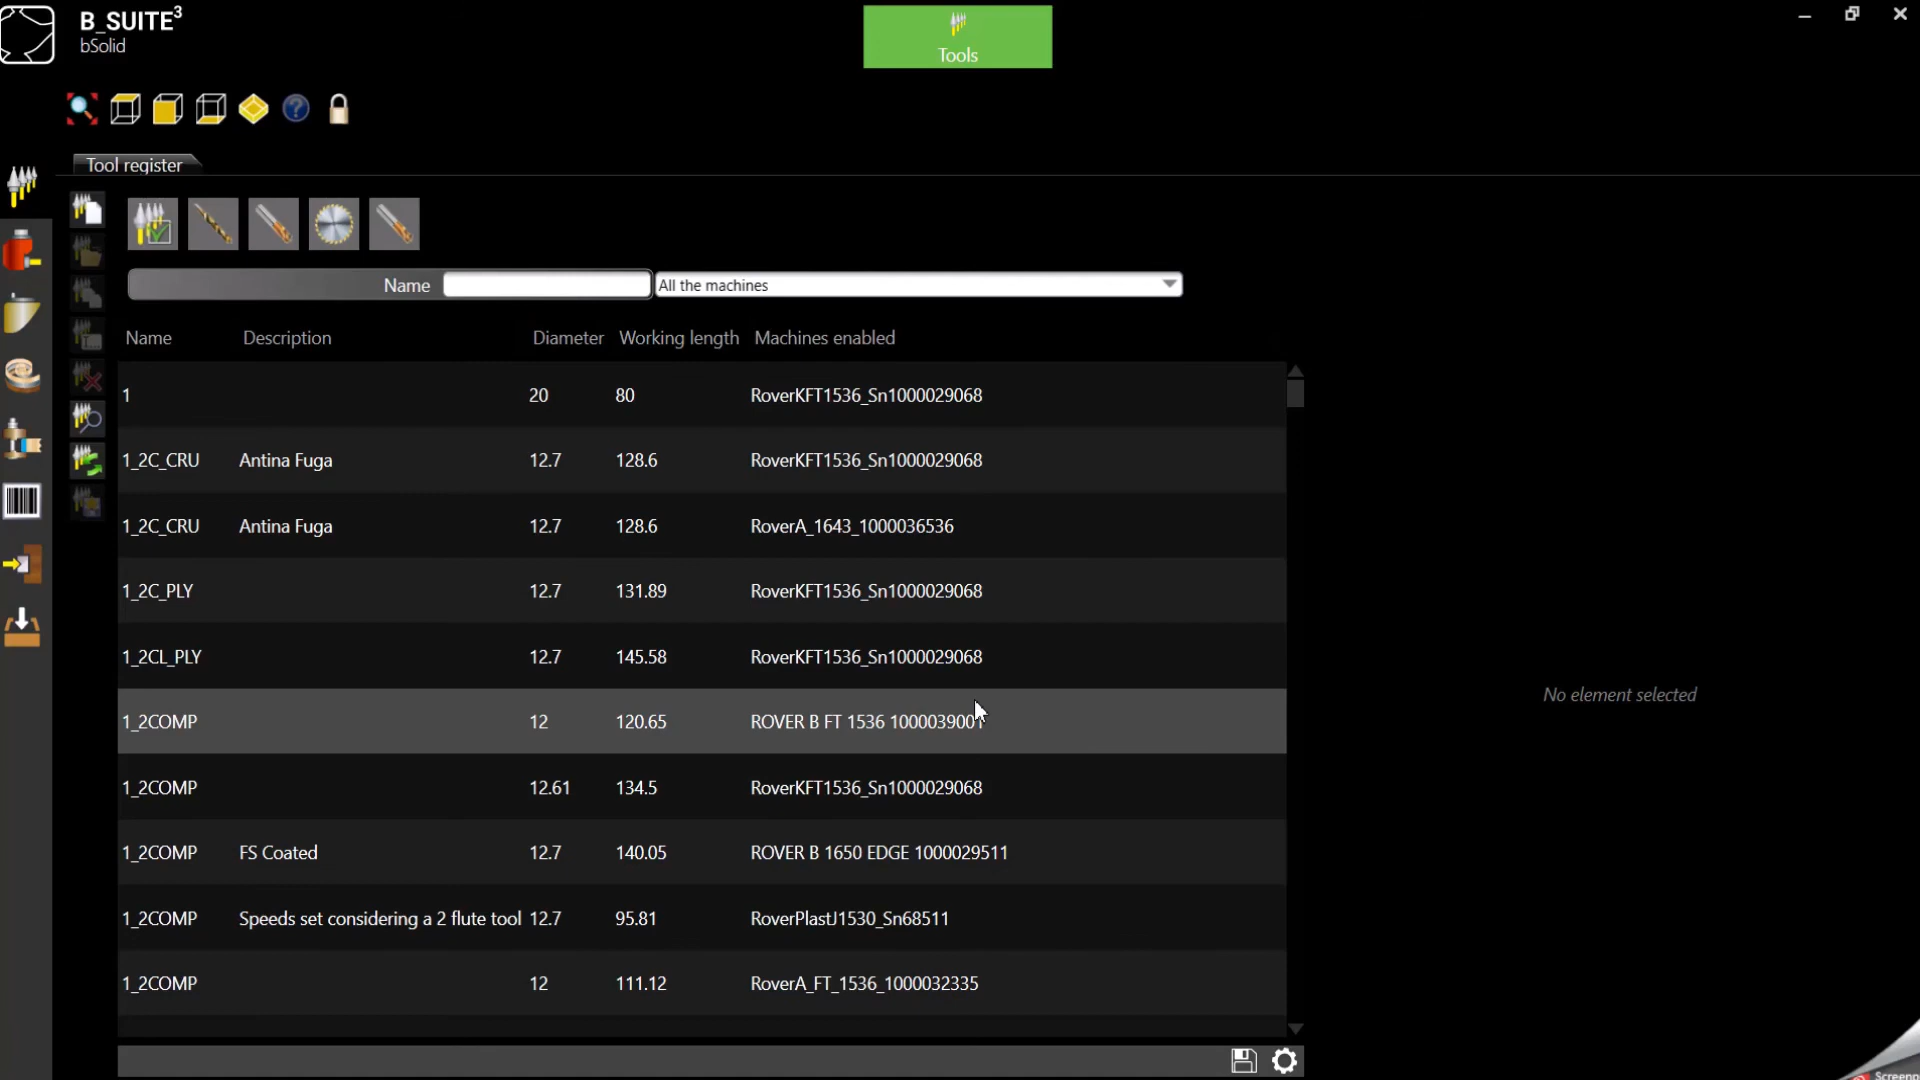 B_SUITE³
bSolid
Tools
Tool register
Name
All the machines
Name Description Diameter Working length Machines enabled
1 20 80 RoverKFT1536_Sn1000029068
1_2C_CRU Antina Fuga 12.7 128.6 RoverKFT1536_Sn1000029068
1_2C_CRU Antina Fuga 12.7 128.6 RoverA_1643_1000036536
1_2C_PLY 12.7 131.89 RoverKFT1536_Sn1000029068
1_2CL_PLY 12.7 145.58 RoverKFT1536_Sn1000029068
1_2COMP 12 120.65 ROVER B FT 1536 1000039001
No element selected
1_2COMP 12.61 134.5 RoverKFT1536_Sn1000029068
1_2COMP FS Coated 12.7 140.05 ROVER B 1650 EDGE 1000029511
1_2COMP Speeds set considering a 2 flute tool 12.7 95.81 RoverPlastJ1530_Sn68511
1_2COMP 12 111.12 RoverA_FT_1536_1000032335